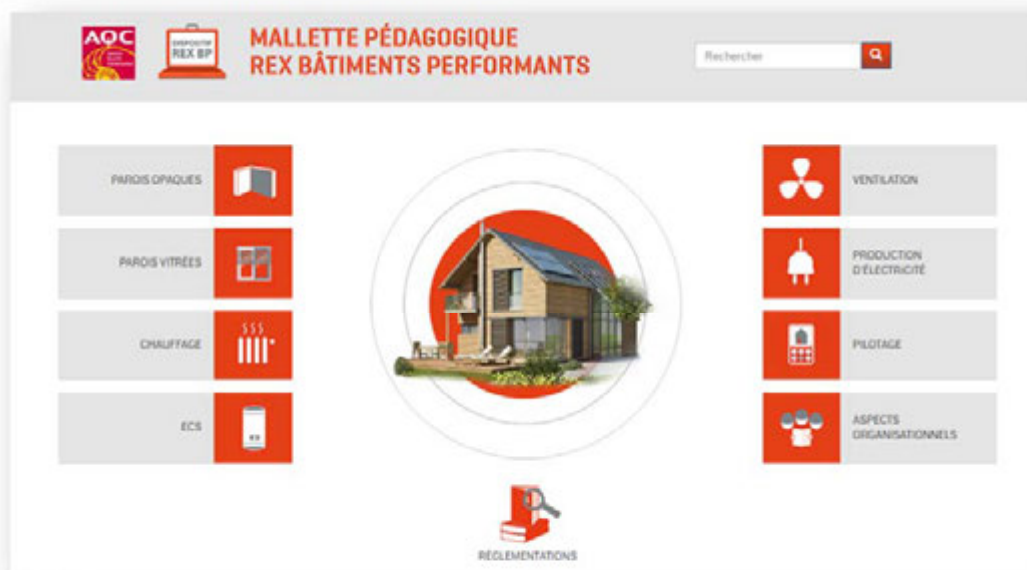 AQC
DISPOSITIF
REX BP
MALLETTE PÉDAGOGIQUE
REX BÂTIMENTS PERFORMANTS
Rechercher
PAROIS OPAQUES
PAROIS VITRÉES
CHAUFFAGE
ECS
VENTILATION
PRODUCTION
D'ÉLECTRICITÉ
PILOTAGE
ASPECTS
ORGANISATIONNELS
RÉGLEMENTATIONS